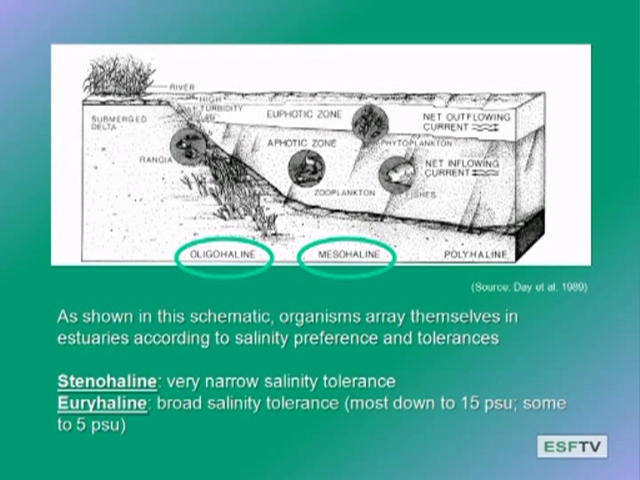 RIVER
HIGH
TURBIDITY
SUBMERGED
DELTA
EUPHOTIC ZONE
NET OUTFLOWING
CURRENT
RANGIA
APHOTIC ZONE
PHYTOPLANKTON
NET INFLOWING
CURRENT
ZOOPLANKTON
FISHES
OLIGOHALINE
MESOHALINE
POLYHALINE
(Source: Day et al. 1989)
As shown in this schematic, organisms array themselves in
estuaries according to salinity preference and tolerances
Stenohaline: very narrow salinity tolerance
Euryhaline: broad salinity tolerance (most down to 15 psu; some
to 5 psu)
ESFTV